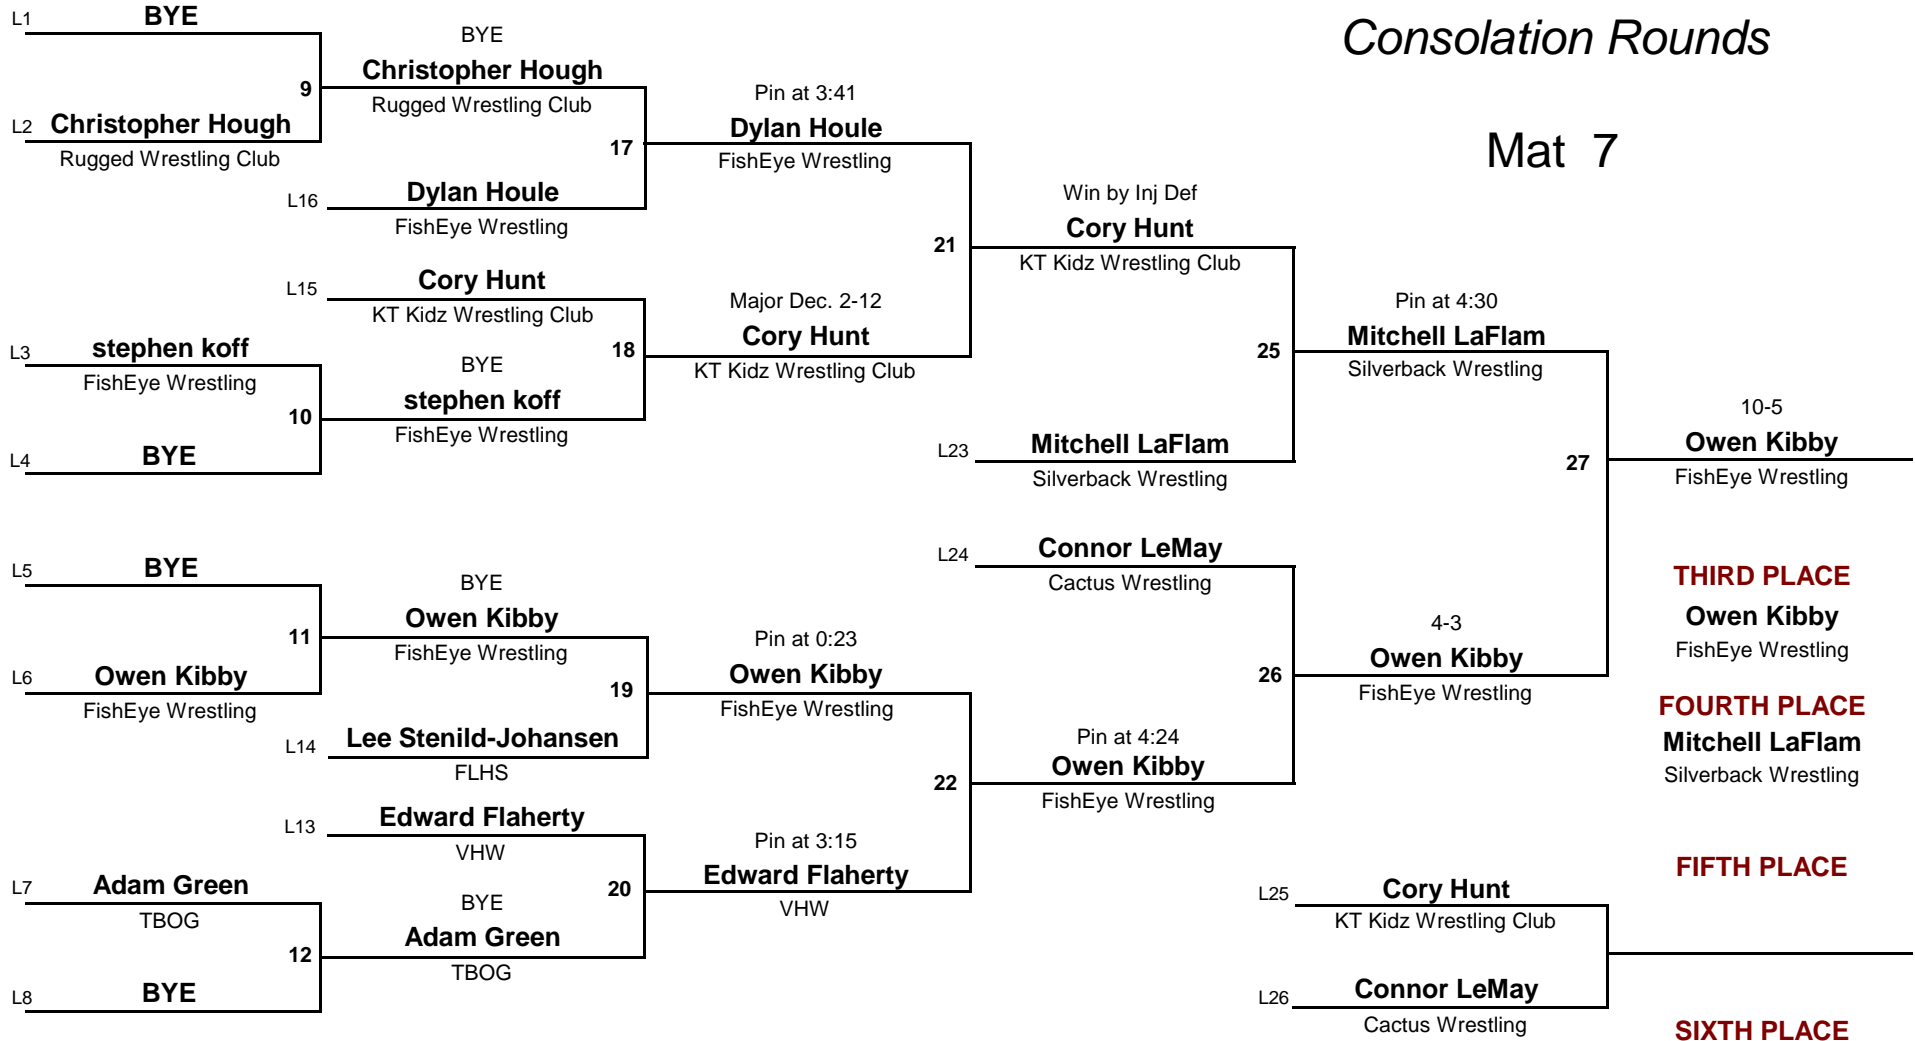 Consolation Rounds
Mat 7
L1 BYE
9
L2 Christopher Hough
Rugged Wrestling Club
BYE
Christopher Hough
Rugged Wrestling Club
17
L16 Dylan Houle
FishEye Wrestling
Pin at 3:41
Dylan Houle
FishEye Wrestling
21
L15 Cory Hunt
KT Kidz Wrestling Club
18
L3 stephen koff
FishEye Wrestling
10
L4 BYE
BYE
stephen koff
FishEye Wrestling
Major Dec. 2-12
Cory Hunt
KT Kidz Wrestling Club
Win by Inj Def
Cory Hunt
KT Kidz Wrestling Club
25
L23 Mitchell LaFlam
Silverback Wrestling
Pin at 4:30
Mitchell LaFlam
Silverback Wrestling
27
10-5
Owen Kibby
FishEye Wrestling
L5 BYE
11
L6 Owen Kibby
FishEye Wrestling
BYE
Owen Kibby
FishEye Wrestling
19
L14 Lee Stenild-Johansen
FLHS
Pin at 0:23
Owen Kibby
FishEye Wrestling
22
L13 Edward Flaherty
VHW
20
L7 Adam Green
TBOG
12
L8 BYE
BYE
Adam Green
TBOG
Pin at 3:15
Edward Flaherty
VHW
L24 Connor LeMay
Cactus Wrestling
26
Pin at 4:24
Owen Kibby
FishEye Wrestling
4-3
Owen Kibby
FishEye Wrestling
THIRD PLACE
Owen Kibby
FishEye Wrestling
FOURTH PLACE
Mitchell LaFlam
Silverback Wrestling
L25 Cory Hunt
KT Kidz Wrestling Club
L26 Connor LeMay
Cactus Wrestling
FIFTH PLACE
SIXTH PLACE